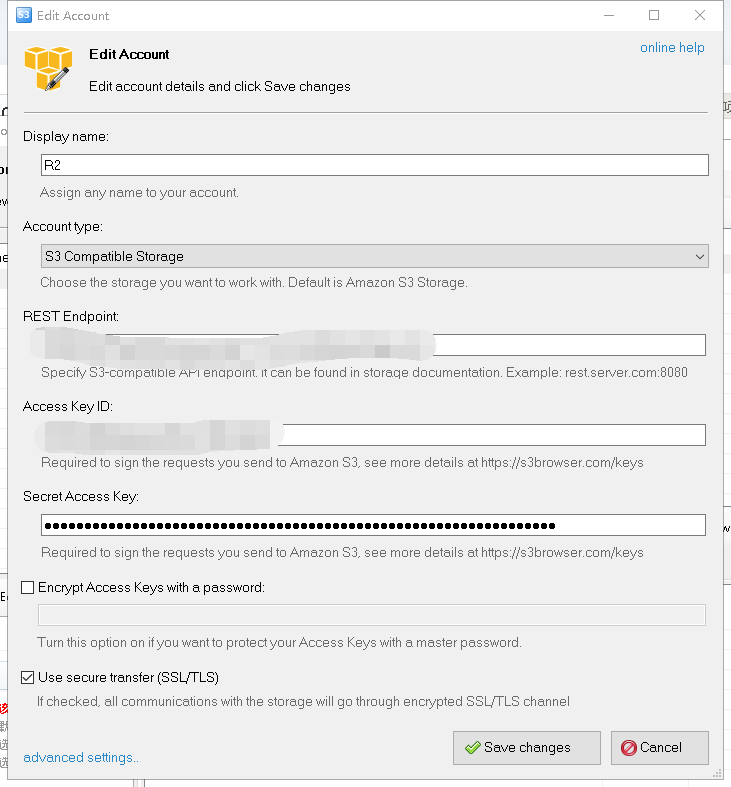 S3 Edit Account
Edit Account
online help
Edit account details and click Save changes
Display name:
R2
Assign any name to your account.
Account type:
S3 Compatible Storage
Choose the storage you want to work with. Default is Amazon S3 Storage.
REST Endpoint:
Specify S3-compatible API endpoint. It can be found in storage documentation. Example: rest.server.com:8080
Access Key ID:
Required to sign the requests you send to Amazon S3, see more details at https://s3browser.com/keys
Secret Access Key:
Required to sign the requests you send to Amazon S3, see more details at https://s3browser.com/keys
Encrypt Access Keys with a password:
Turn this option on if you want to protect your Access Keys with a master password.
Use secure transfer (SSL/TLS)
If checked, all communications with the storage will go through encrypted SSL/TLS channel
advanced settings..
Save changes
Cancel